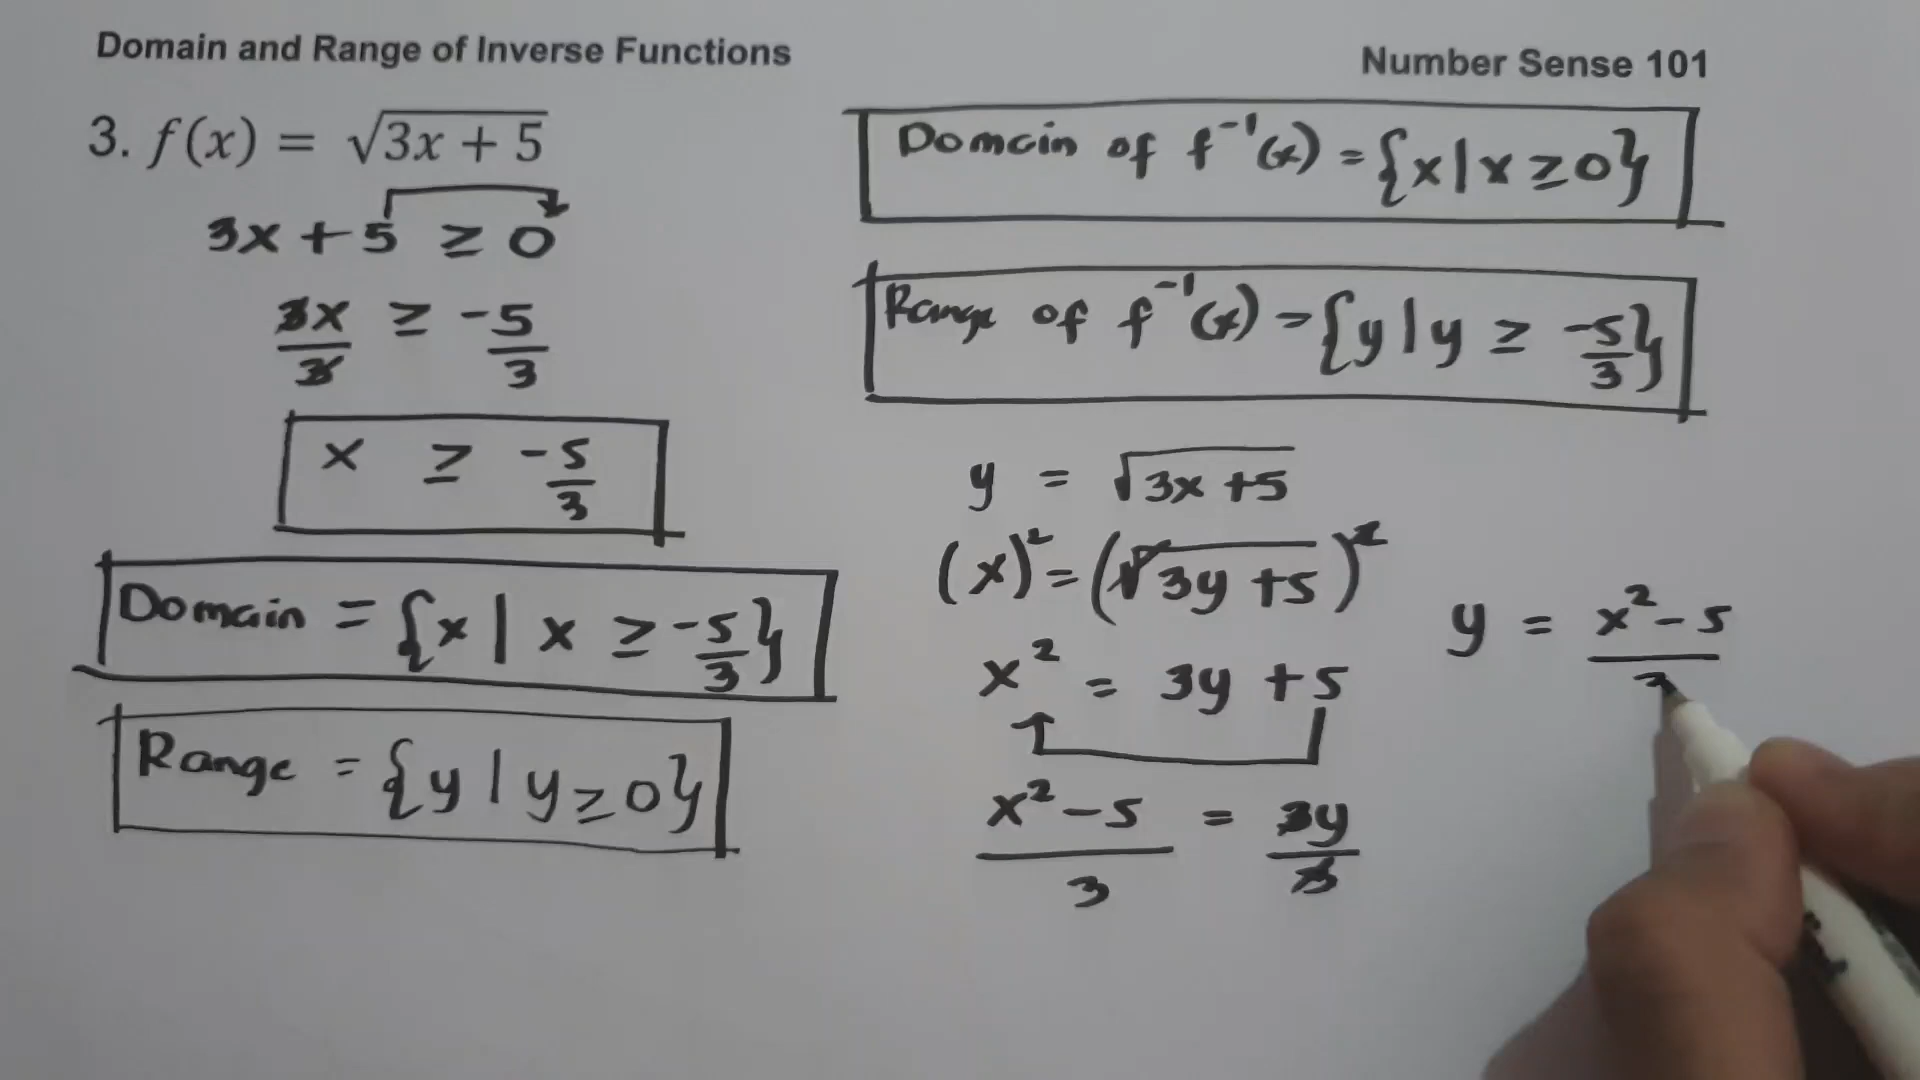 Domain and Range of Inverse Functions
Number Sense 101
3. f(x) = √(3x + 5)
3x + 5 ≥ 0
3x/3 ≥ -5/3
x ≥ -5/3
Domain = {x | x ≥ -5/3}
Range = {y | y ≥ 0}
Domain of f⁻¹(x) = {x | x ≥ 0}
Range of f⁻¹(x) = {y | y ≥ -5/3}
y = √(3x + 5)
(x)² = (√(3y + 5))²
x² = 3y + 5
(x² - 5)/3 = 3y/3
y = (x² - 5)/3